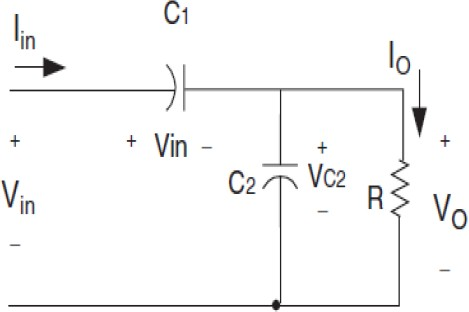 C1
Iin
IO
+ + Vin − +
C2 + VC2 −
Vin
R
VO
−
−